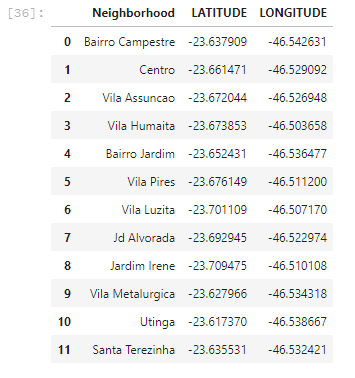 [36]:
Neighborhood LATITUDE LONGITUDE
0 Bairro Campestre -23.637909 -46.542631
1 Centro -23.661471 -46.529092
2 Vila Assuncao -23.672044 -46.526948
3 Vila Humaita -23.673853 -46.503658
4 Bairro Jardim -23.652431 -46.536477
5 Vila Pires -23.676149 -46.511200
6 Vila Luzita -23.701109 -46.507170
7 Jd Alvorada -23.692945 -46.522974
8 Jardim Irene -23.709475 -46.510108
9 Vila Metalurgica -23.627966 -46.534318
10 Utinga -23.617370 -46.538667
11 Santa Terezinha -23.635531 -46.532421